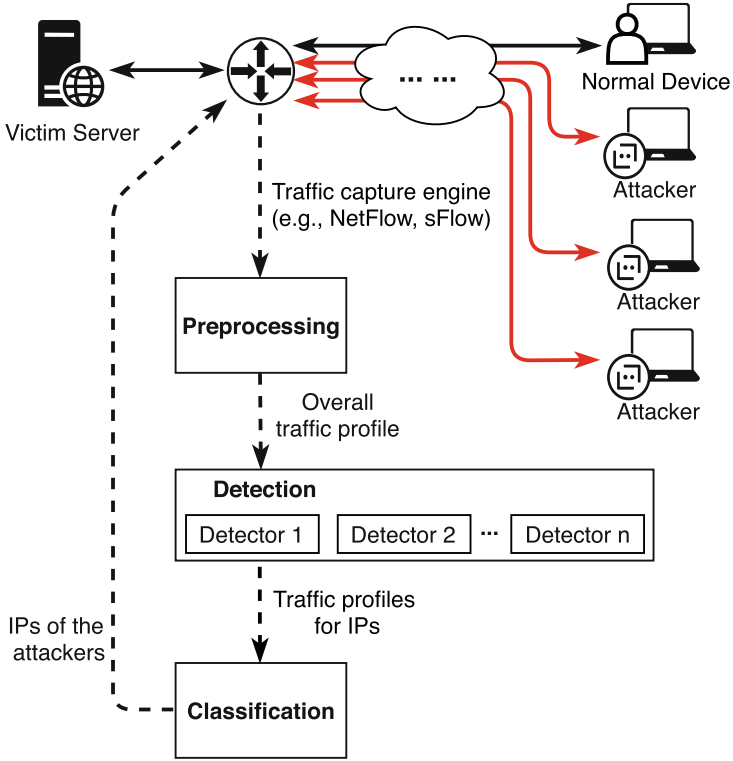 Victim Server
... ...
Normal Device
Attacker
Traffic capture engine
(e.g., NetFlow, sFlow)
Attacker
Preprocessing
Attacker
Overall
traffic profile
Detection
Detector 1
Detector 2
...
Detector n
Traffic profiles
for IPs
IPs of the
attackers
Classification